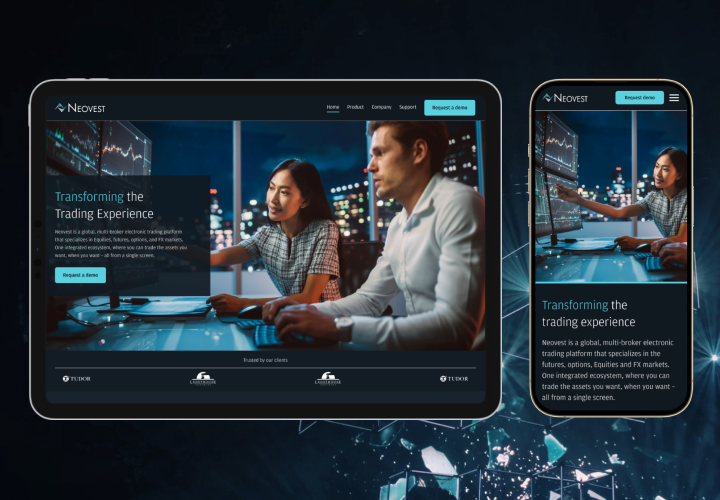 NEOVEST
Home Product Company Support Request a demo
Transforming the
Trading Experience
Neovest is a global, multi-broker electronic trading platform
that specializes in Equities, futures, options, and FX markets.
One integrated ecosystem, where you can trade the assets you
want, when you want - all from a single screen.
Request a demo
Trusted by our clients
TUDOR LIGHTHOUSE LIGHTHOUSE TUDOR
NEOVEST Request demo
Transforming the
trading experience
Neovest is a global, multi-broker electronic
trading platform that specializes in the
futures, options, Equities and FX markets.
One integrated ecosystem, where you can
trade the assets you want, when you want –
all from a single screen.